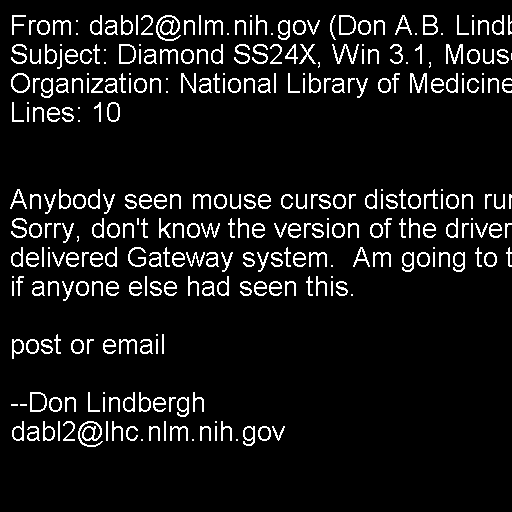 From: dabl2@nlm.nih.gov (Don A.B. Lindb
Subject: Diamond SS24X, Win 3.1, Mous
Organization: National Library of Medicine
Lines: 10
Anybody seen mouse cursor distortion ru
Sorry, don't know the version of the driver
delivered Gateway system.  Am going to t
if anyone else had seen this.
post or email
--Don Lindbergh
dabl2@lhc.nlm.nih.gov